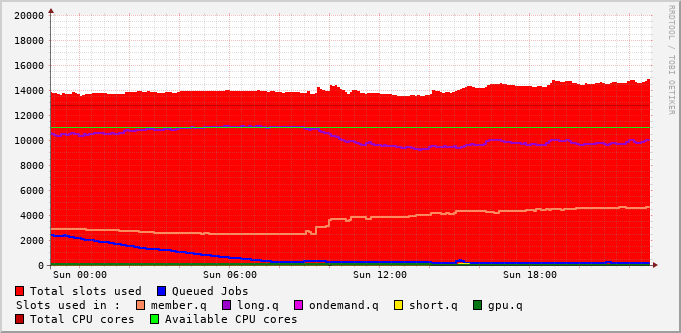 20000
18000
16000
14000
12000
10000
8000
6000
4000
2000
0
Sun 00:00 Sun 06:00 Sun 12:00 Sun 18:00
RRDTOOL / TOBI OETIKER
Total slots used Queued Jobs
Slots used in : member.q long.q ondemand.q short.q gpu.q
Total CPU cores Available CPU cores